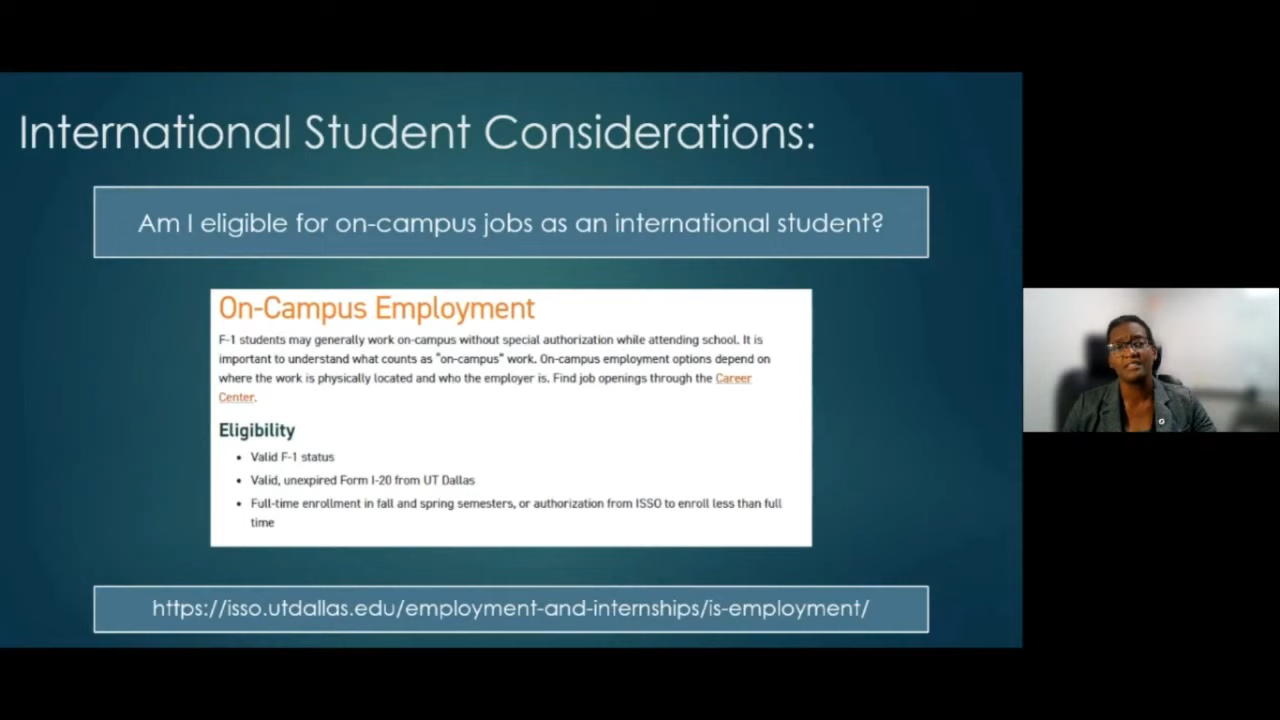 International Student Considerations:
Am I eligible for on-campus jobs as an international student?
On-Campus Employment
F-1 students may generally work on-campus without special authorization while attending school. It is
important to understand what counts as "on-campus" work. On-campus employment options depend on
where the work is physically located and who the employer is. Find job openings through the Career
Center.
Eligibility
• Valid F-1 status
• Valid, unexpired Form I-20 from UT Dallas
• Full-time enrollment in fall and spring semesters, or authorization from ISSO to enroll less than full
time
https://isso.utdallas.edu/employment-and-internships/is-employment/